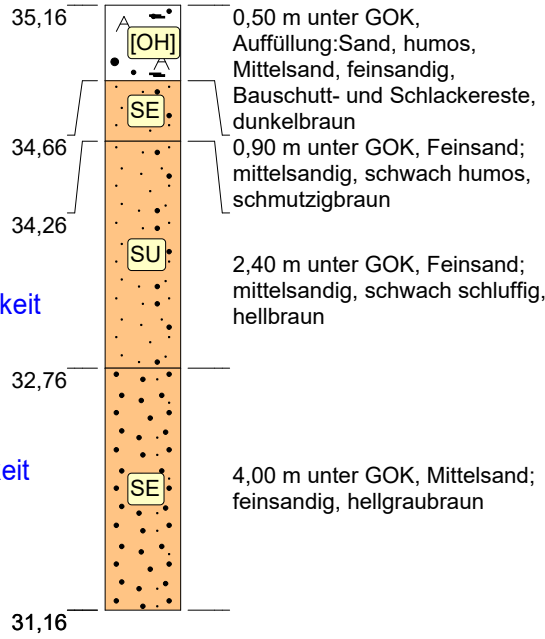 35,16
0,50 m unter GOK,
Auffüllung:Sand, humos,
[OH]
Mittelsand, feinsandig,
Bauschutt- und Schlackereste,
dunkelbraun
SE
34,66
0,90 m unter GOK, Feinsand;
mittelsandig, schwach humos,
schmutzigbraun
34,26
SU
2,40 m unter GOK, Feinsand;
mittelsandig, schwach schluffig,
hellbraun
keit
32,76
keit
SE
4,00 m unter GOK, Mittelsand;
feinsandig, hellgraubraun
31,16